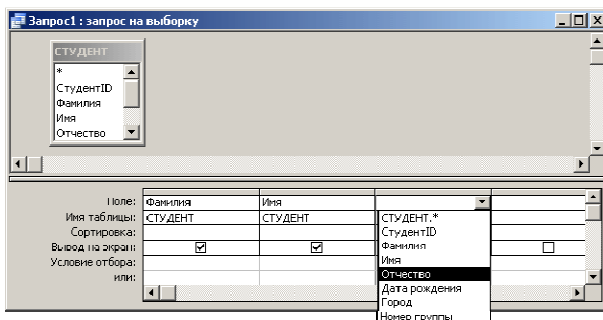 Запрос1 : запрос на выборку
СТУДЕНТ
*
СтудентID
Фамилия
Имя
Отчество
Поле: Фамилия Имя
Имя таблицы: СТУДЕНТ СТУДЕНТ
Сортировка:
Вывод на экран:
Условие отбора:
или:
СТУДЕНТ.*
СтудентID
Фамилия
Имя
Отчество
Дата рождения
Город
Номер группы